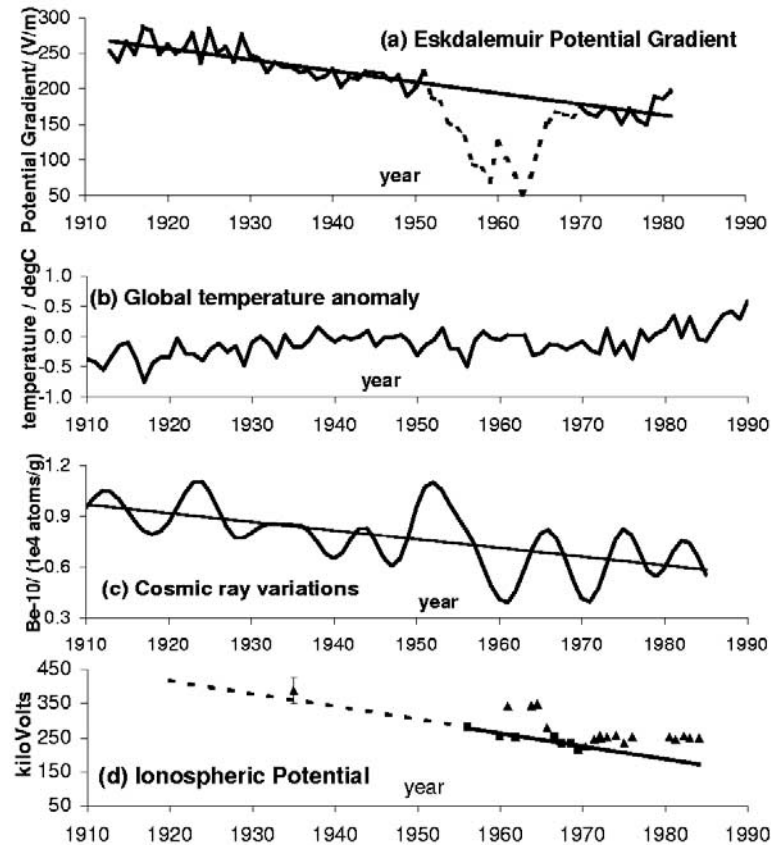 Potential Gradient/ (V/m)
300
(a) Eskdalemuir Potential Gradient
250
200
150
100
50
year
1910 1920 1930 1940 1950 1960 1970 1980 1990
temperature / degC
1.0
(b) Global temperature anomaly
0.5
0.0
-0.5
-1.0
year
1910 1920 1930 1940 1950 1960 1970 1980 1990
Be-10/ (1e4 atoms/g)
1.2
0.9
0.6
0.3
(c) Cosmic ray variations
year
1910 1920 1930 1940 1950 1960 1970 1980 1990
kiloVolts
450
350
250
150
50
(d) Ionospheric Potential
year
1910 1920 1930 1940 1950 1960 1970 1980 1990